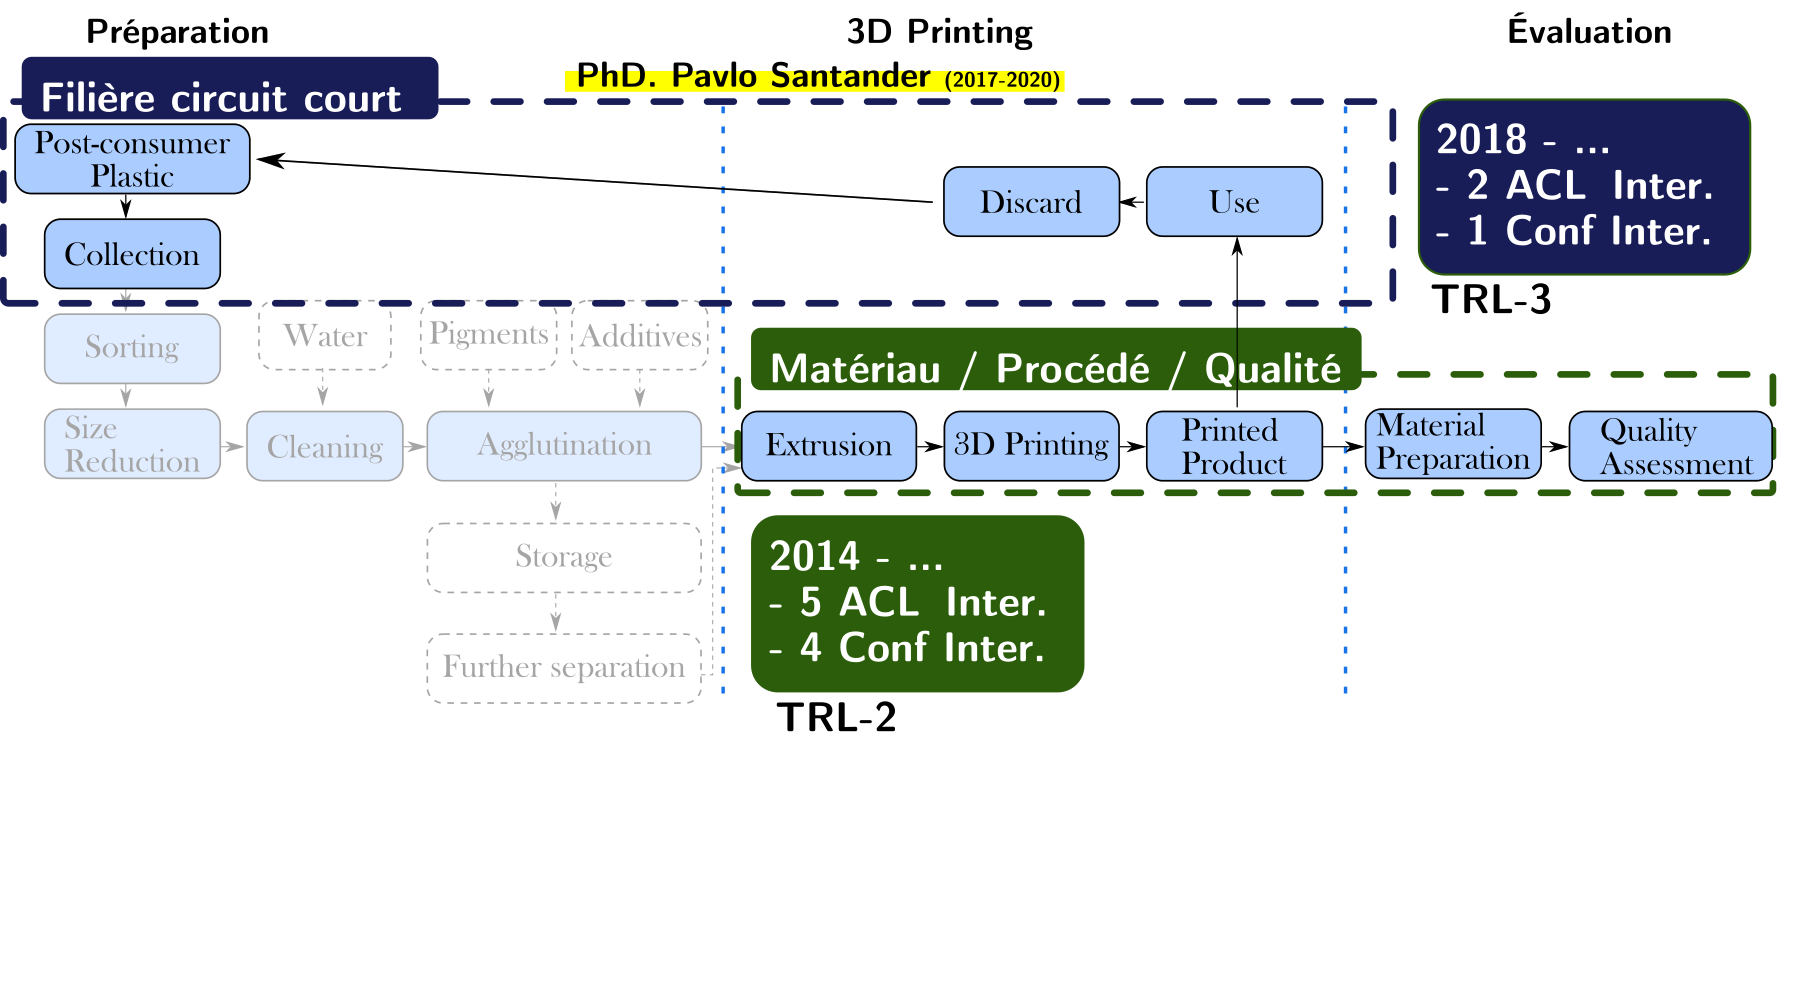 Préparation
3D Printing
Évaluation
PhD. Pavlo Santander (2017-2020)
Filière circuit court
Post-consumer
Plastic
Collection
Discard
Use
2018 - ...
- 2 ACL Inter.
- 1 Conf Inter.
TRL-3
Sorting
Water
Pigments
Additives
Matériau / Procédé / Qualité
Size
Reduction
Cleaning
Agglutination
Extrusion
3D Printing
Printed
Product
Material
Preparation
Quality
Assessment
Storage
Further separation
2014 - ...
- 5 ACL Inter.
- 4 Conf Inter.
TRL-2